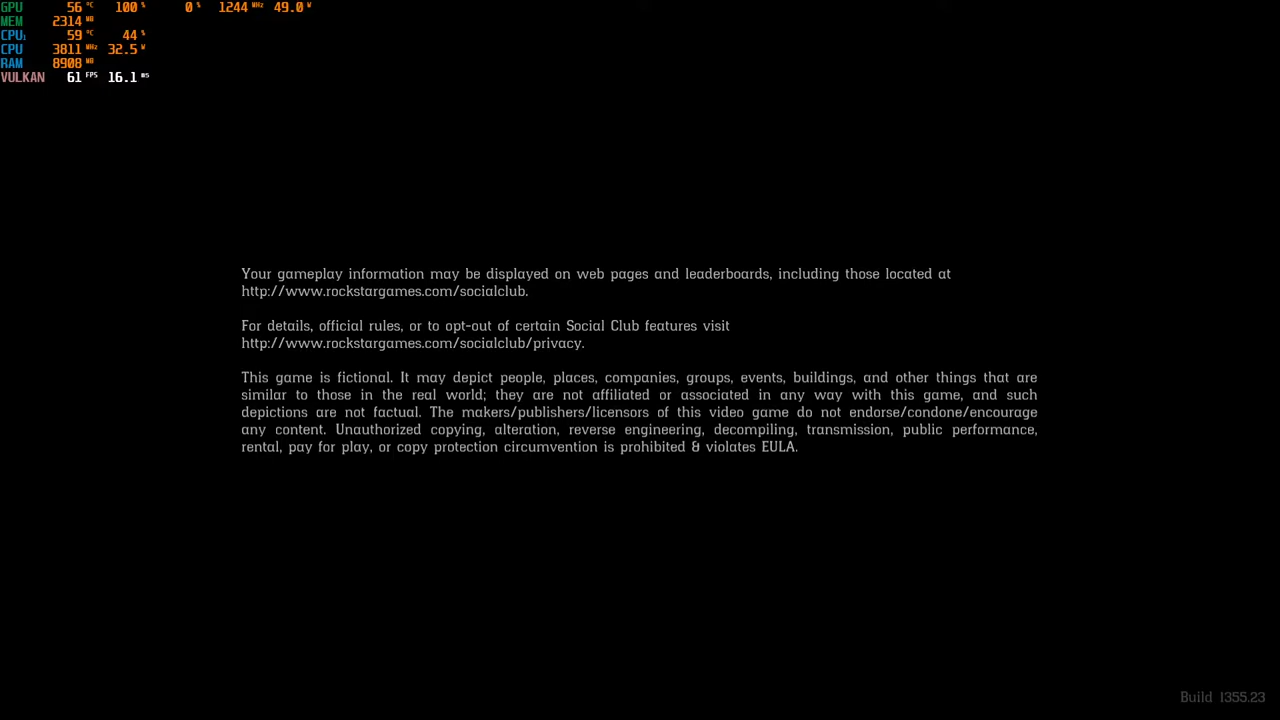 GPU 56 °C 100 % 0 % 1244 MHz 49.0 W
MEM 2314 MB
CPU1 59 °C 44 %
CPU 3811 MHz 32.5 W
RAM 8908 MB
VULKAN 61 FPS 16.1 ms
Your gameplay information may be displayed on web pages and leaderboards, including those located at
http://www.rockstargames.com/socialclub.
For details, official rules, or to opt-out of certain Social Club features visit
http://www.rockstargames.com/socialclub/privacy.
This game is fictional. It may depict people, places, companies, groups, events, buildings, and other things that are
similar to those in the real world; they are not affiliated or associated in any way with this game, and such
depictions are not factual. The makers/publishers/licensors of this video game do not endorse/condone/encourage
any content. Unauthorized copying, alteration, reverse engineering, decompiling, transmission, public performance,
rental, pay for play, or copy protection circumvention is prohibited & violates EULA.
Build 1355.23